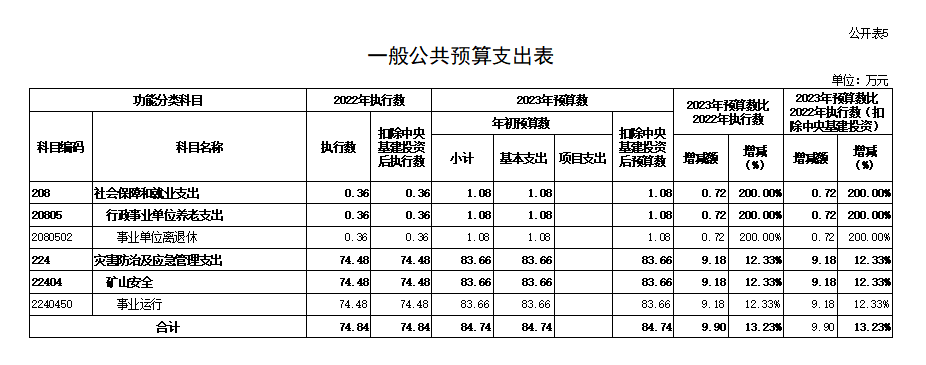 公开表5
一般公共预算支出表
单位：万元
功能分类科目 2022年执行数 2023年预算数 2023年预算数比2022年执行数 2023年预算数比2022年执行数（扣除中央基建投资）
科目编码 科目名称 执行数 扣除中央基建投资后执行数 年初预算数 扣除中央基建投资后预算数 增减额 增减（%） 增减额 增减（%）
小计 基本支出 项目支出
208 社会保障和就业支出 0.36 0.36 1.08 1.08 1.08 0.72 200.00% 0.72 200.00%
20805 行政事业单位养老支出 0.36 0.36 1.08 1.08 1.08 0.72 200.00% 0.72 200.00%
2080502 事业单位离退休 0.36 0.36 1.08 1.08 1.08 0.72 200.00% 0.72 200.00%
224 灾害防治及应急管理支出 74.48 74.48 83.66 83.66 83.66 9.18 12.33% 9.18 12.33%
22404 矿山安全 74.48 74.48 83.66 83.66 83.66 9.18 12.33% 9.18 12.33%
2240450 事业运行 74.48 74.48 83.66 83.66 83.66 9.18 12.33% 9.18 12.33%
合计 74.84 74.84 84.74 84.74 84.74 9.90 13.23% 9.90 13.23%